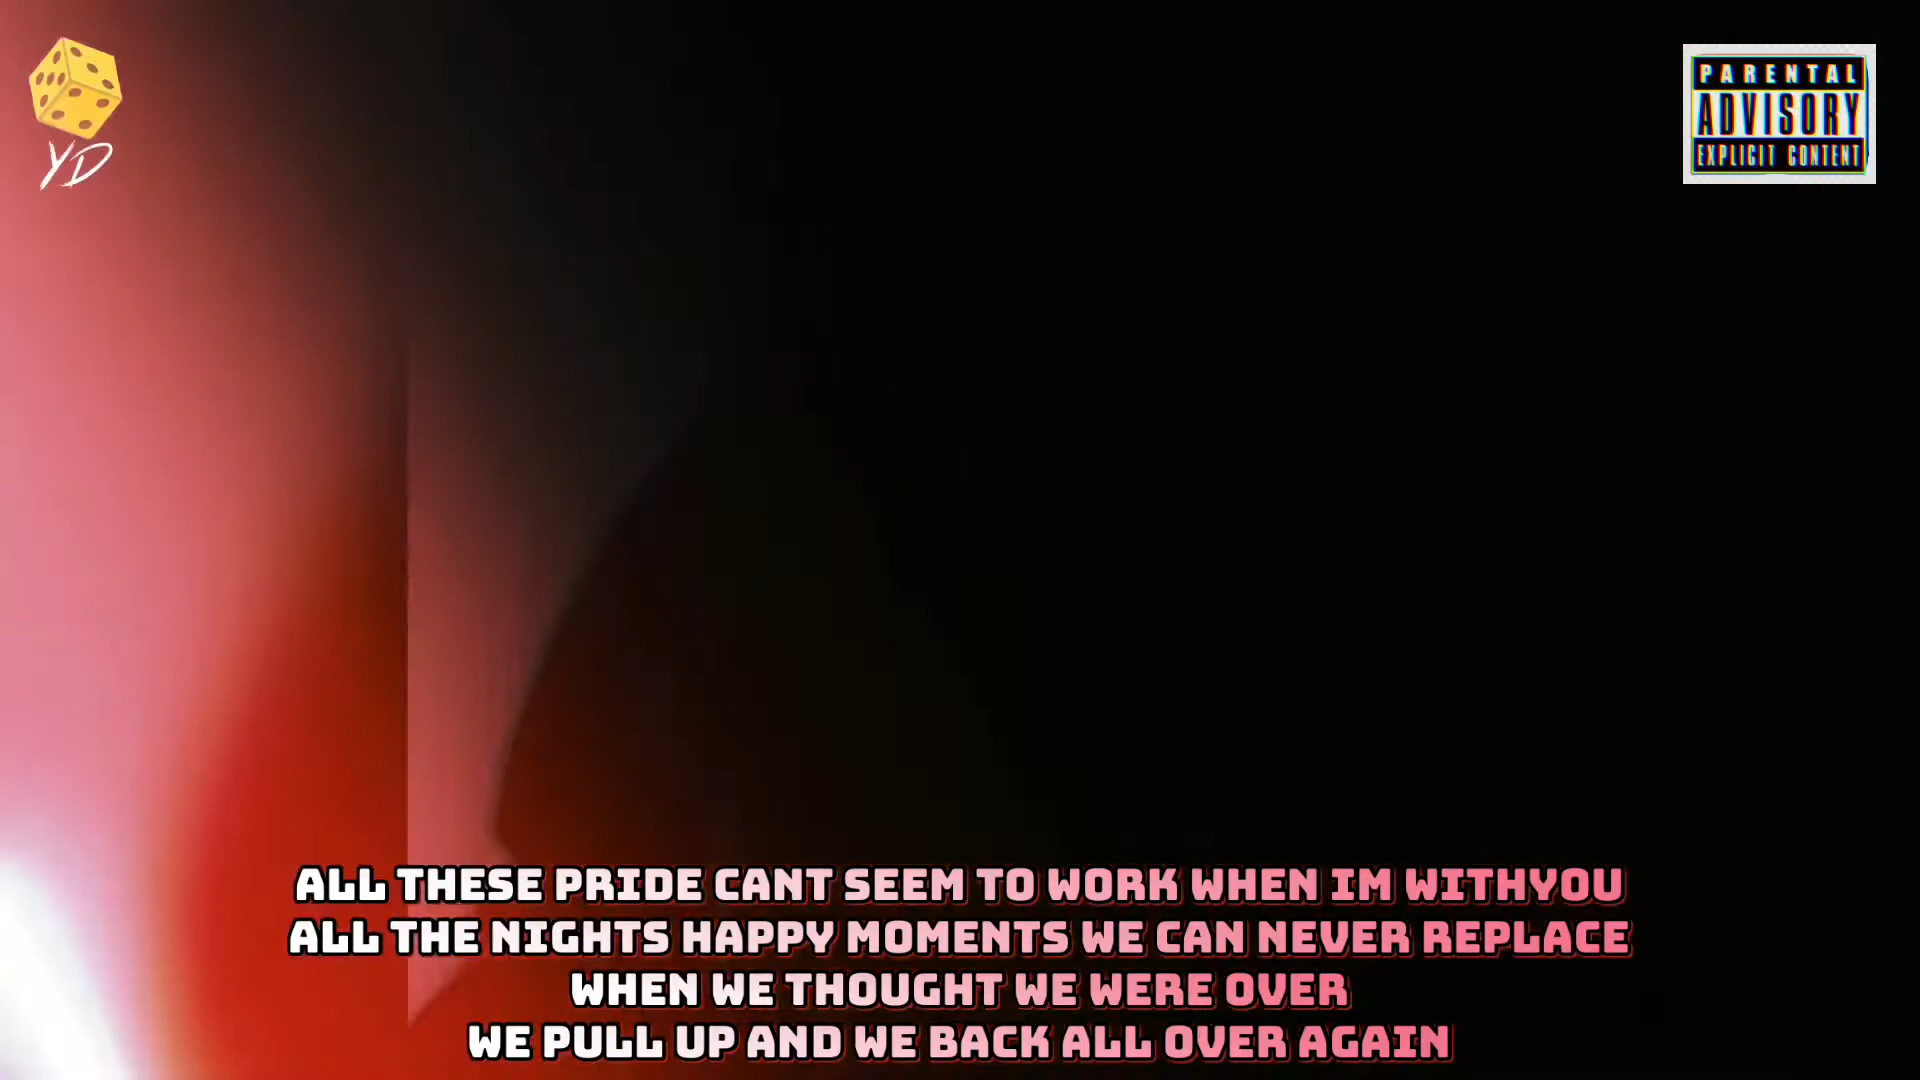 YD
PARENTAL
ADVISORY
EXPLICIT CONTENT
ALL THESE PRIDE CANT SEEM TO WORK WHEN IM WITHYOU
ALL THE NIGHTS HAPPY MOMENTS WE CAN NEVER REPLACE
WHEN WE THOUGHT WE WERE OVER
WE PULL UP AND WE BACK ALL OVER AGAIN